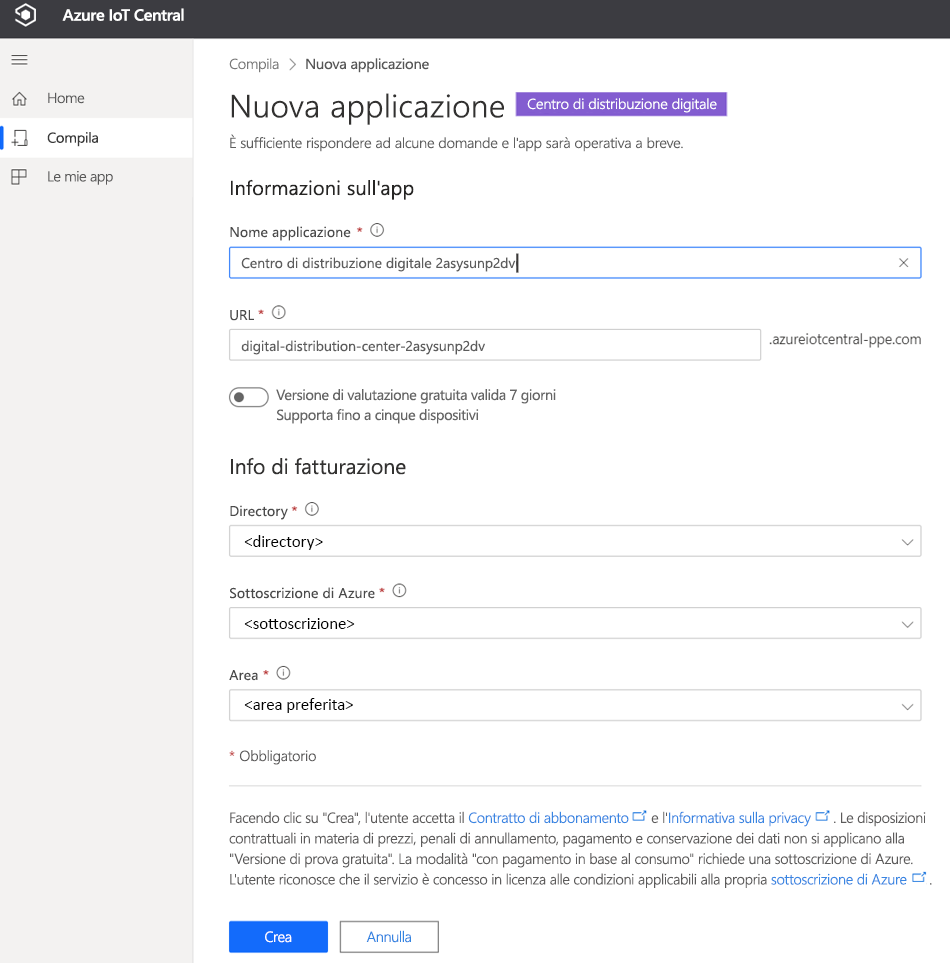 Azure IoT Central
Home
Compila
Le mie app
Compila > Nuova applicazione
Nuova applicazione Centro di distribuzione digitale
È sufficiente rispondere ad alcune domande e l'app sarà operativa a breve.
Informazioni sull'app
Nome applicazione *
Centro di distribuzione digitale 2asysunp2dv
URL *
digital-distribution-center-2asysunp2dv .azureiotcentral-ppe.com
Versione di valutazione gratuita valida 7 giorni
Supporta fino a cinque dispositivi
Info di fatturazione
Directory *
<directory>
Sottoscrizione di Azure *
<sottoscrizione>
Area *
<area preferita>
* Obbligatorio
Facendo clic su "Crea", l'utente accetta il Contratto di abbonamento e l'Informativa sulla privacy . Le disposizioni
contrattuali in materia di prezzi, penali di annullamento, pagamento e conservazione dei dati non si applicano alla
"Versione di prova gratuita". La modalità "con pagamento in base al consumo" richiede una sottoscrizione di Azure.
L'utente riconosce che il servizio è concesso in licenza alle condizioni applicabili alla propria sottoscrizione di Azure .
Crea Annulla